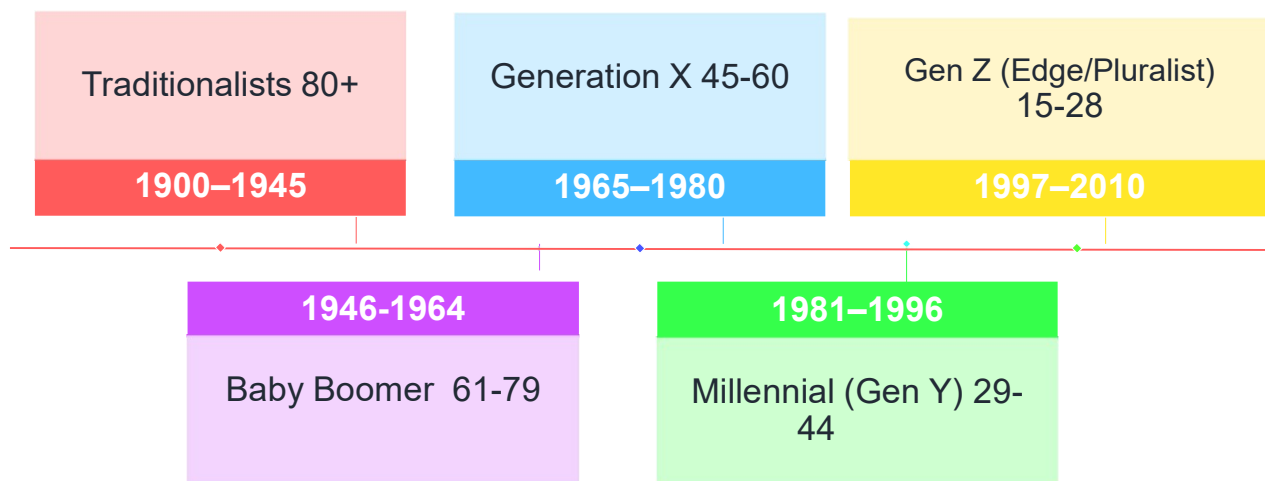 Traditionalists 80+
1900–1945
Generation X 45-60
1965–1980
Gen Z (Edge/Pluralist)
15-28
1997–2010
1946-1964
Baby Boomer  61-79
1981–1996
Millennial (Gen Y) 29-
44